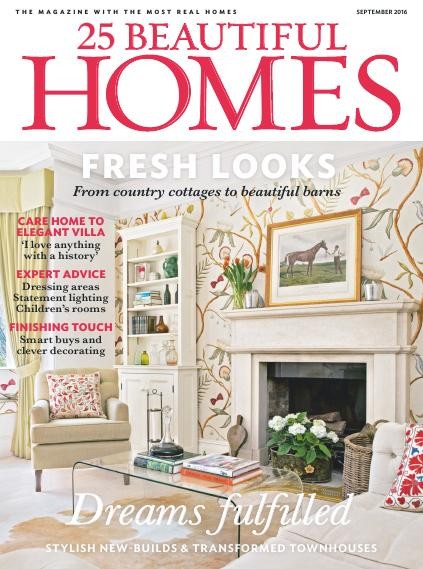 THE MAGAZINE WITH THE MOST REAL HOMES
SEPTEMBER 2016
25 BEAUTIFUL
HOMES
FRESH LOOKS
From country cottages to beautiful barns
CARE HOME TO
ELEGANT VILLA
'I love anything
with a history'
EXPERT ADVICE
Dressing areas
Statement lighting
Children's rooms
FINISHING TOUCH
Smart buys and
clever decorating
Dreams fulfilled
STYLISH NEW-BUILDS & TRANSFORMED TOWNHOUSES